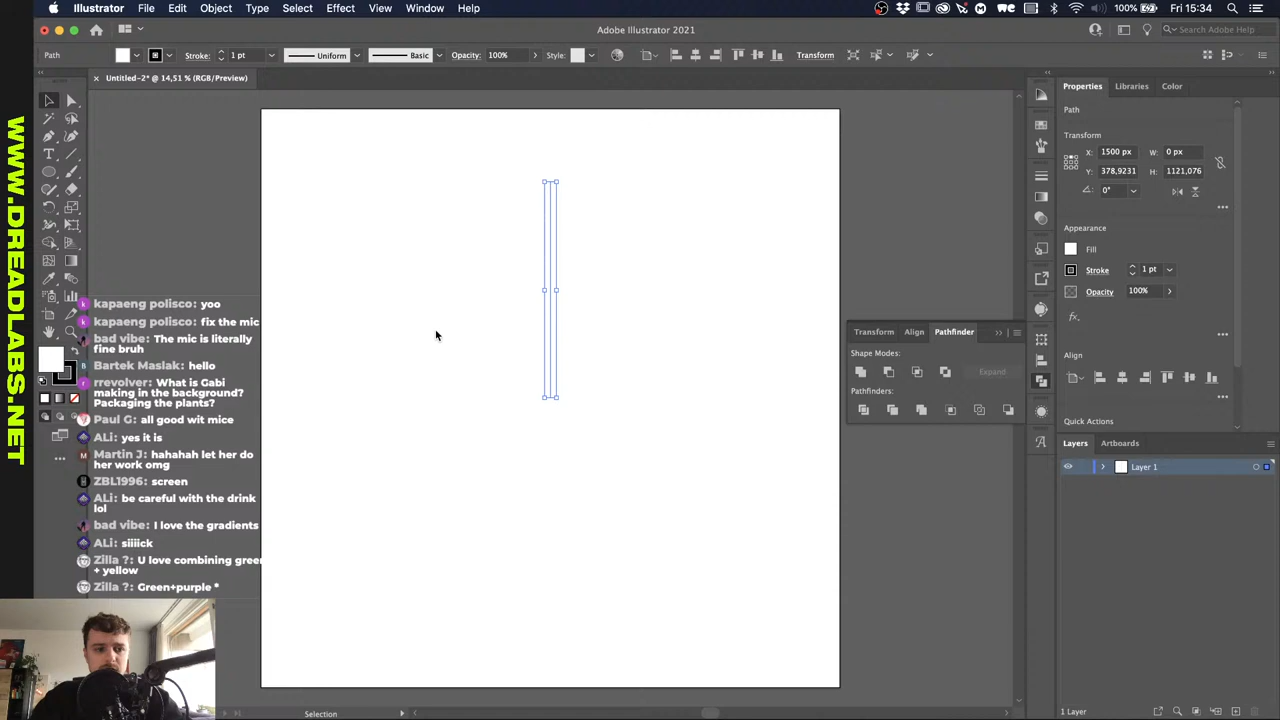 Illustrator File Edit Object Type Select Effect View Window Help
100% Fri 15:34
Adobe Illustrator 2021
Search Adobe Help
Path Stroke: 1 pt Uniform Basic Opacity: 100% Style: Transform
× Untitled-2* @ 14,51 % (RGB/Preview)
Properties Libraries Color
Path
Transform
X: 1500 px W: 0 px
Y: 378,9231 H: 1121,076
0°
Appearance
Fill
Stroke 1 pt
Opacity 100%
fx
Align
Quick Actions
Transform Align Pathfinder
Shape Modes:
Expand
Pathfinders:
Layers Artboards
Layer 1
1 Layer
Selection
WWW.DREADLABS.NET
kapaeng polisco: yoo
kapaeng polisco: fix the mic
bad vibe: The mic is literally
fine bruh
Bartek Maslak: hello
rrevolver: What is Gabi
making in the background?
Packaging the plants?
Paul G: all good wit mice
ALi: yes it is
Martin J: hahahah let her do
her work omg
ZBL1996: screen
ALi: be careful with the drink
lol
bad vibe: I love the gradients
ALi: siiiick
Zilla ?: U love combining green
+ yellow
Zilla ?: Green+purple *